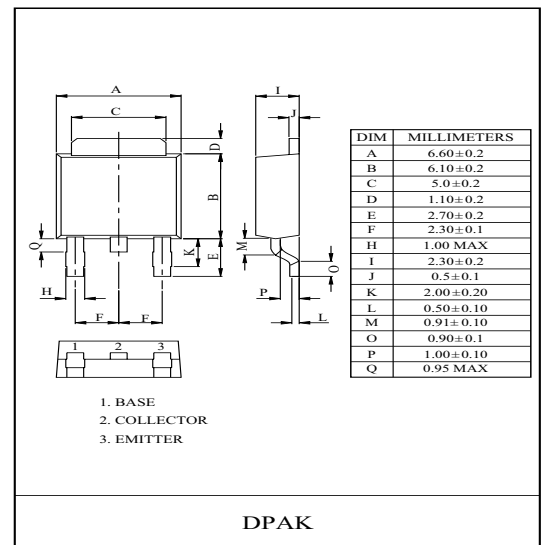 A
C
I
J
D
B
Q
M
K
E
O
H
P
F F
L
1 2 3
1. BASE
2. COLLECTOR
3. EMITTER
DIM MILLIMETERS
A 6.60±0.2
B 6.10±0.2
C 5.0±0.2
D 1.10±0.2
E 2.70±0.2
F 2.30±0.1
H 1.00 MAX
I 2.30±0.2
J 0.5±0.1
K 2.00±0.20
L 0.50±0.10
M 0.91±0.10
O 0.90±0.1
P 1.00±0.10
Q 0.95 MAX
DPAK